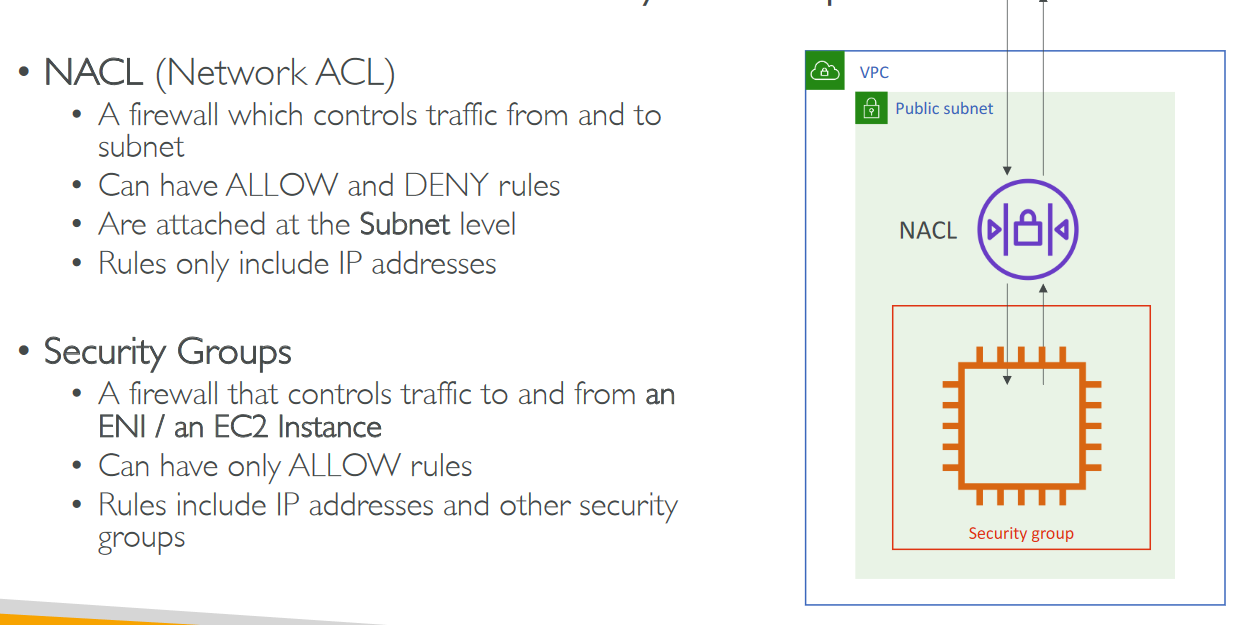 • NACL (Network ACL)
• A firewall which controls traffic from and to
subnet
• Can have ALLOW and DENY rules
• Are attached at the Subnet level
• Rules only include IP addresses
• Security Groups
• A firewall that controls traffic to and from an
ENI / an EC2 Instance
• Can have only ALLOW rules
• Rules include IP addresses and other security
groups
VPC
Public subnet
NACL
Security group